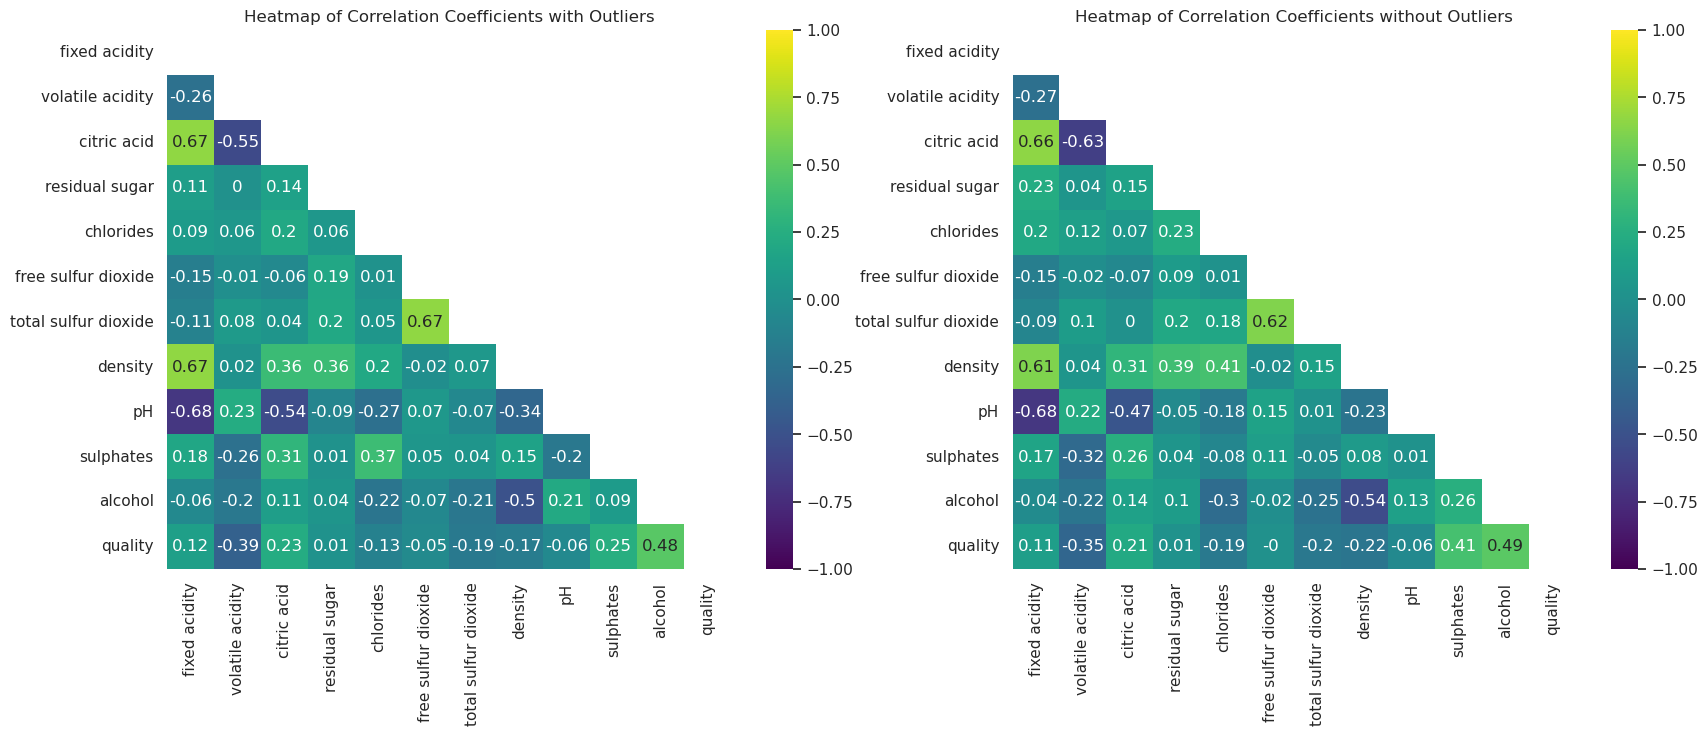 Heatmap of Correlation Coefficients with Outliers
fixed acidity
volatile acidity -0.26
citric acid 0.67 -0.55
residual sugar 0.11 0 0.14
chlorides 0.09 0.06 0.2 0.06
free sulfur dioxide -0.15 -0.01 -0.06 0.19 0.01
total sulfur dioxide -0.11 0.08 0.04 0.2 0.05 0.67
density 0.67 0.02 0.36 0.36 0.2 -0.02 0.07
pH -0.68 0.23 -0.54 -0.09 -0.27 0.07 -0.07 -0.34
sulphates 0.18 -0.26 0.31 0.01 0.37 0.05 0.04 0.15 -0.2
alcohol -0.06 -0.2 0.11 0.04 -0.22 -0.07 -0.21 -0.5 0.21 0.09
quality 0.12 -0.39 0.23 0.01 -0.13 -0.05 -0.19 -0.17 -0.06 0.25 0.48
fixed acidity
volatile acidity
citric acid
residual sugar
chlorides
free sulfur dioxide
total sulfur dioxide
density
pH
sulphates
alcohol
quality
1.00
0.75
0.50
0.25
0.00
−0.25
−0.50
−0.75
−1.00
Heatmap of Correlation Coefficients without Outliers
fixed acidity
volatile acidity -0.27
citric acid 0.66 -0.63
residual sugar 0.23 0.04 0.15
chlorides 0.2 0.12 0.07 0.23
free sulfur dioxide -0.15 -0.02 -0.07 0.09 0.01
total sulfur dioxide -0.09 0.1 0 0.2 0.18 0.62
density 0.61 0.04 0.31 0.39 0.41 -0.02 0.15
pH -0.68 0.22 -0.47 -0.05 -0.18 0.15 0.01 -0.23
sulphates 0.17 -0.32 0.26 0.04 -0.08 0.11 -0.05 0.08 0.01
alcohol -0.04 -0.22 0.14 0.1 -0.3 -0.02 -0.25 -0.54 0.13 0.26
quality 0.11 -0.35 0.21 0.01 -0.19 -0 -0.2 -0.22 -0.06 0.41 0.49
fixed acidity
volatile acidity
citric acid
residual sugar
chlorides
free sulfur dioxide
total sulfur dioxide
density
pH
sulphates
alcohol
quality
1.00
0.75
0.50
0.25
0.00
−0.25
−0.50
−0.75
−1.00